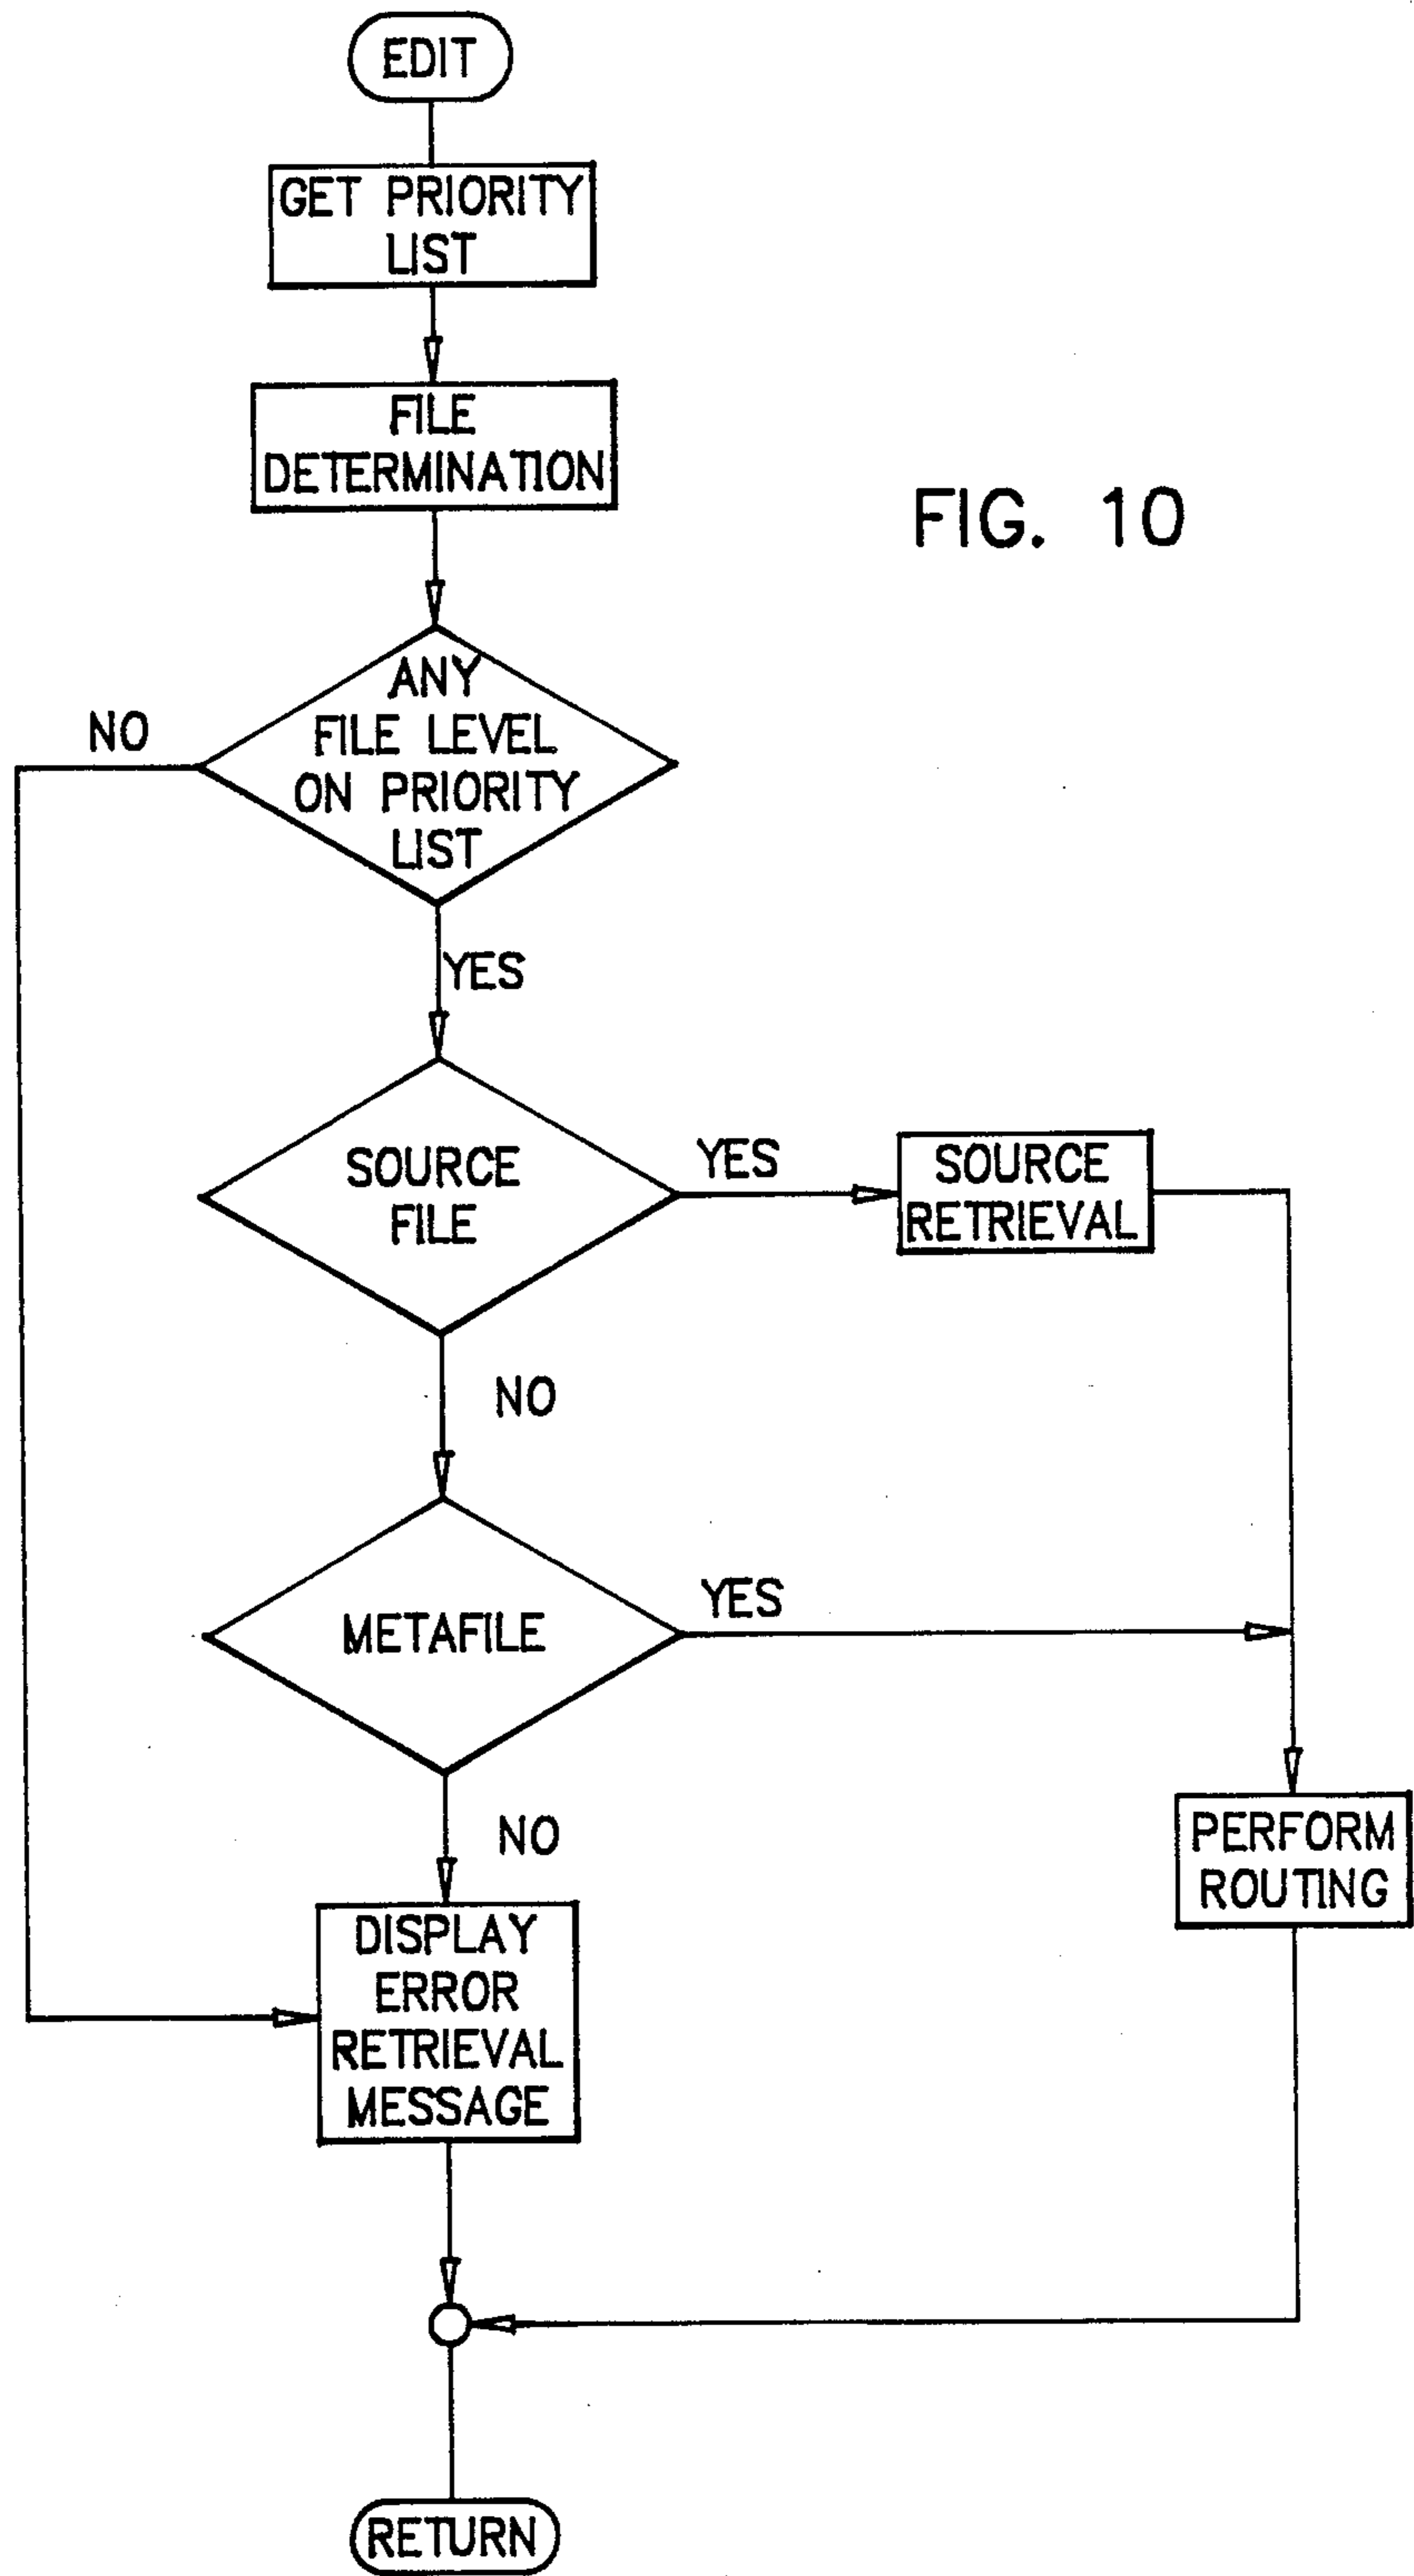 EDIT
GET PRIORITY
LIST
FILE
DETERMINATION
FIG. 10
ANY
FILE LEVEL
ON PRIORITY
LIST
NO
YES
SOURCE
FILE
YES
SOURCE
RETRIEVAL
NO
METAFILE
YES
NO
PERFORM
ROUTING
DISPLAY
ERROR
RETRIEVAL
MESSAGE
RETURN